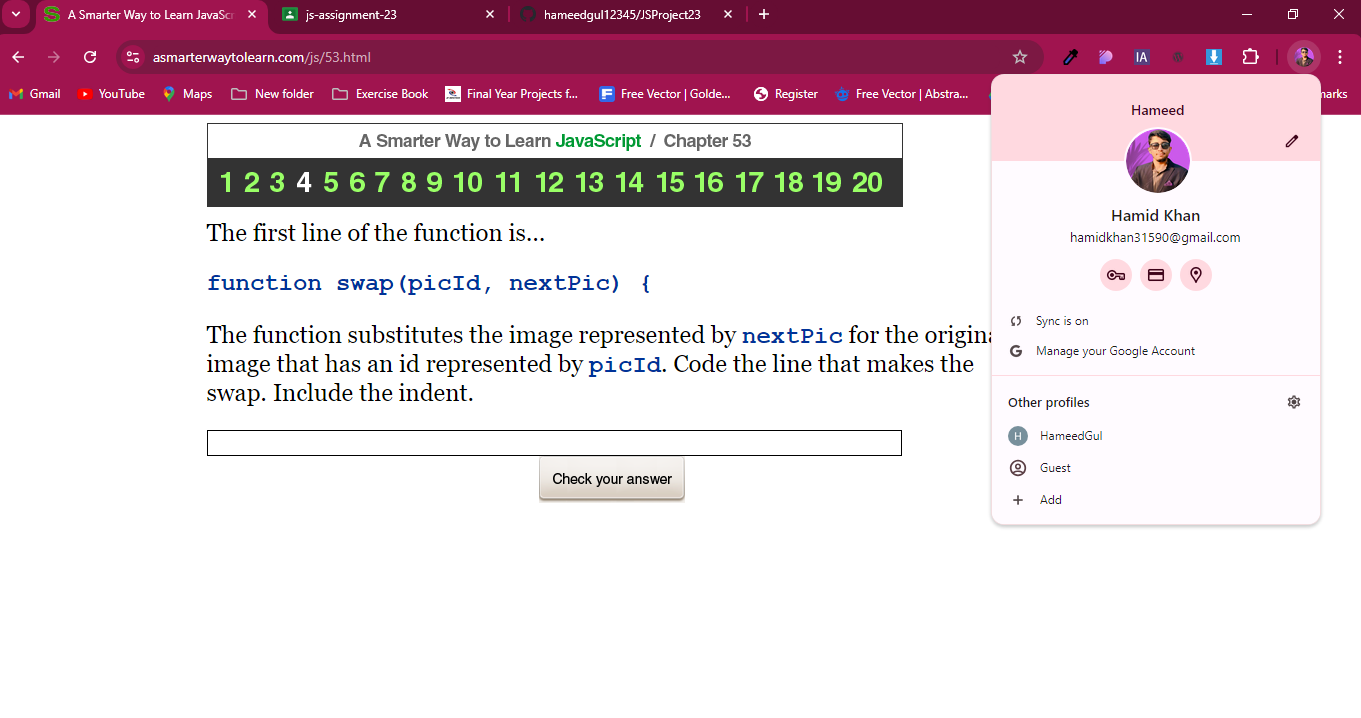 A Smarter Way to Learn JavaSc
js-assignment-23
hameedgul12345/JSProject23
asmarterwaytolearn.com/js/53.html
IA
Gmail
YouTube
Maps
New folder
Exercise Book
Final Year Projects f...
Free Vector | Golde...
Register
Free Vector | Abstra...
marks
A Smarter Way to Learn JavaScript / Chapter 53
1 2 3 4 5 6 7 8 9 10 11 12 13 14 15 16 17 18 19 20
The first line of the function is...
function swap(picId, nextPic) {
The function substitutes the image represented by nextPic for the origina
image that has an id represented by picId. Code the line that makes the
swap. Include the indent.
Check your answer
Hameed
Hamid Khan
hamidkhan31590@gmail.com
Sync is on
Manage your Google Account
Other profiles
H HameedGul
Guest
Add